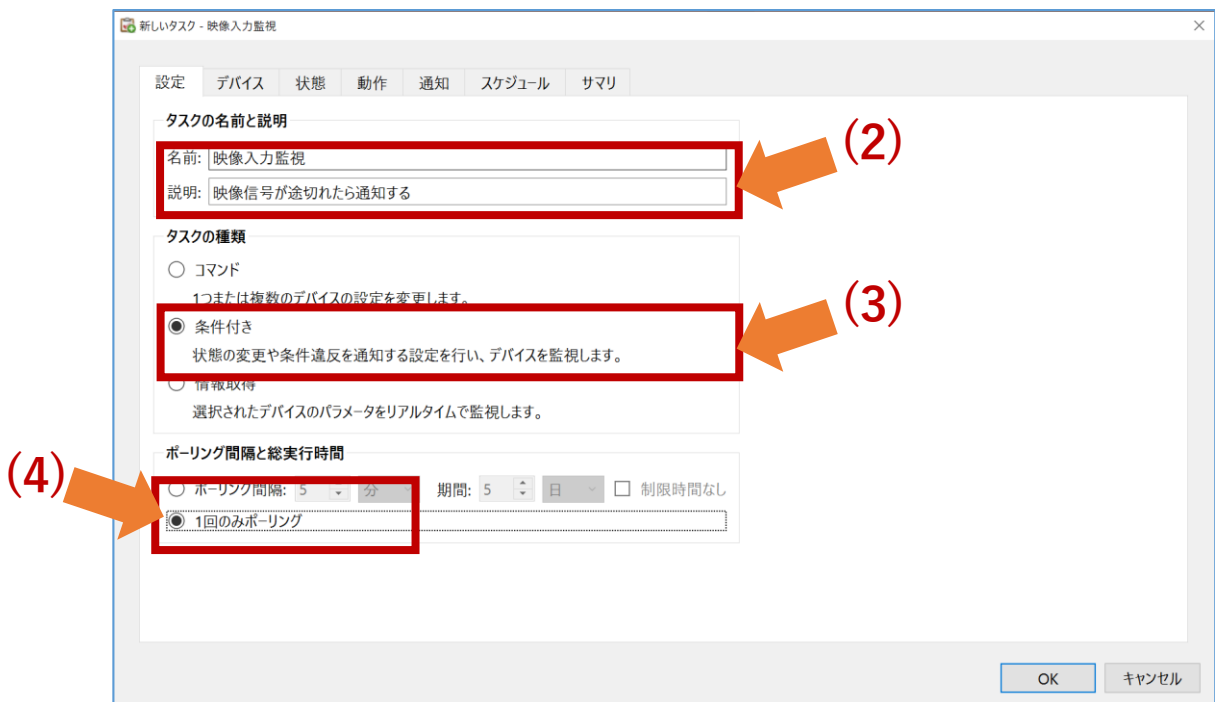 新しいタスク - 映像入力監視
設定 デバイス 状態 動作 通知 スケジュール サマリ
タスクの名前と説明
(2)
名前: 映像入力監視
説明: 映像信号が途切れたら通知する
タスクの種類
コマンド
1つまたは複数のデバイスの設定を変更します。
(3)
条件付き
状態の変更や条件違反を通知する設定を行い、デバイスを監視します。
情報取得
選択されたデバイスのパラメータをリアルタイムで監視します。
ポーリング間隔と総実行時間
(4)
ポーリング間隔: 5 分 期間: 5 日 制限時間なし
1回のみポーリング
OK キャンセル